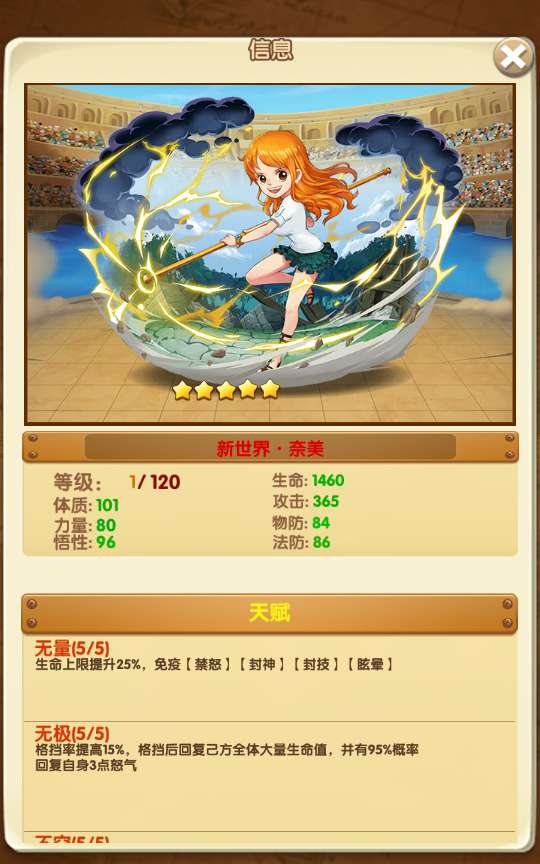 信息
新世界·奈美
等级： 1/120
生命: 1460
体质: 101
攻击: 365
力量: 80
物防: 84
悟性: 96
法防: 86
天赋
无量(5/5)
生命上限提升25%，免疫【禁怒】【封神】【封技】【眩晕】
无极(5/5)
格挡率提高15%，格挡后回复己方全体大量生命值，并有95%概率
回复自身3点怒气